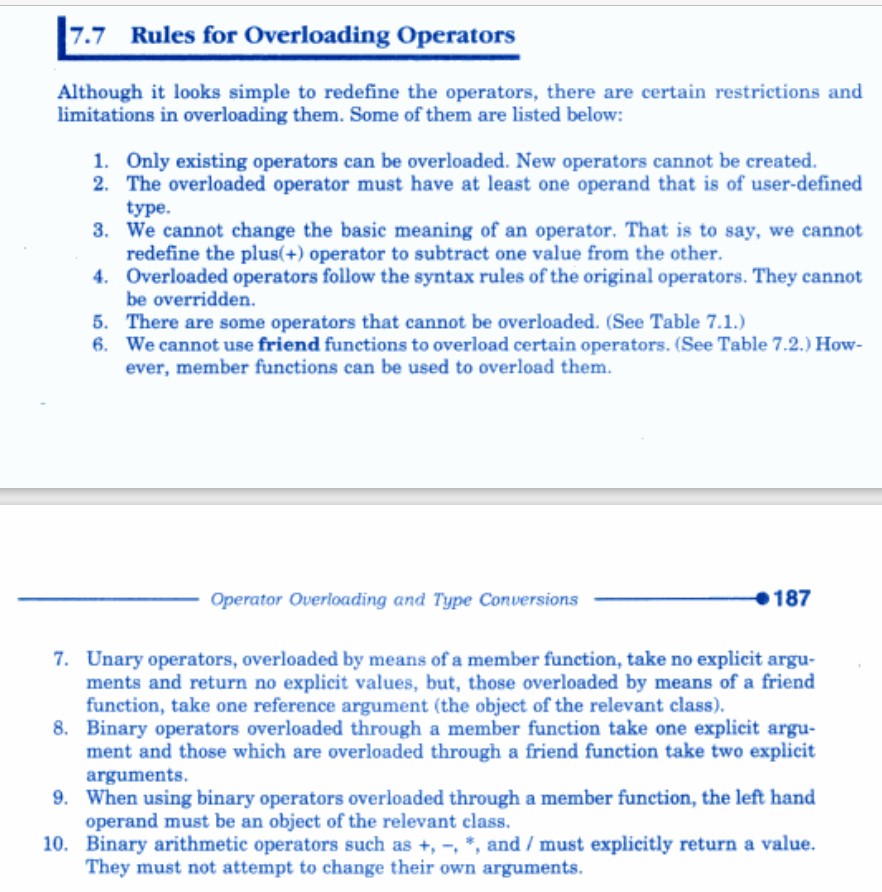 7.7 Rules for Overloading Operators
Although it looks simple to redefine the operators, there are certain restrictions and
limitations in overloading them. Some of them are listed below:
1. Only existing operators can be overloaded. New operators cannot be created.
2. The overloaded operator must have at least one operand that is of user-defined
type.
3. We cannot change the basic meaning of an operator. That is to say, we cannot
redefine the plus(+) operator to subtract one value from the other.
4. Overloaded operators follow the syntax rules of the original operators. They cannot
be overridden.
5. There are some operators that cannot be overloaded. (See Table 7.1.)
6. We cannot use friend functions to overload certain operators. (See Table 7.2.) How-
ever, member functions can be used to overload them.
Operator Overloading and Type Conversions 187
7. Unary operators, overloaded by means of a member function, take no explicit argu-
ments and return no explicit values, but, those overloaded by means of a friend
function, take one reference argument (the object of the relevant class).
8. Binary operators overloaded through a member function take one explicit argu-
ment and those which are overloaded through a friend function take two explicit
arguments.
9. When using binary operators overloaded through a member function, the left hand
operand must be an object of the relevant class.
10. Binary arithmetic operators such as +, –, *, and / must explicitly return a value.
They must not attempt to change their own arguments.